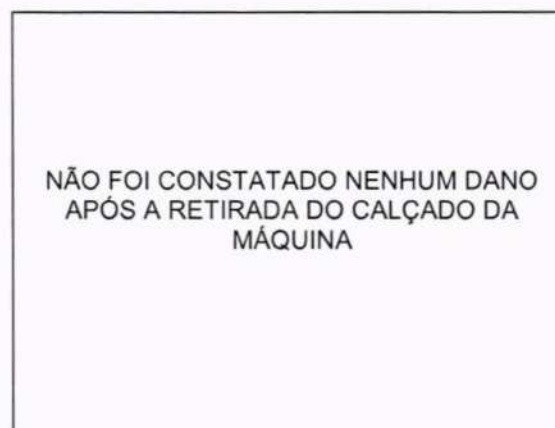 NÃO FOI CONSTATADO NENHUM DANO
APÓS A RETIRADA DO CALÇADO DA
MÁQUINA